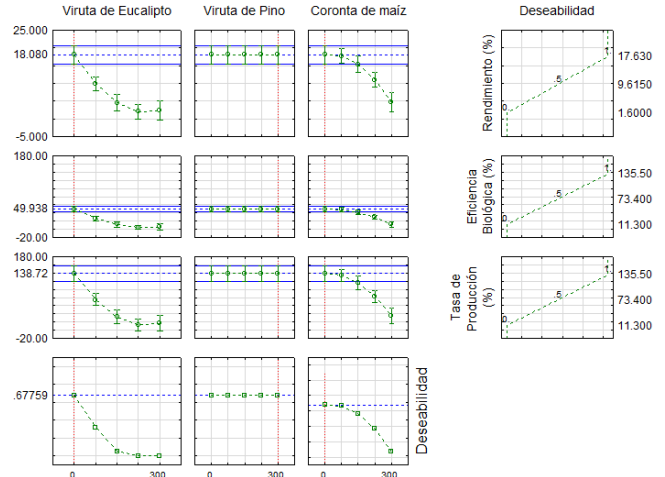 Viruta de Eucalipto Viruta de Pino Coronta de maíz Deseabilidad
25.000
18.080
-5.000
0 .5 1.
17.630
9.6150
1.6000
Rendimiento (%)
180.00
49.938
-20.00
0 .5 1.
135.50
73.400
11.300
Eficiencia
Biológica (%)
180.00
138.72
-20.00
0 .5 1.
135.50
73.400
11.300
Tasa de
Producción
(%)
.67759
Deseabilidad
0 300 0 300 0 300